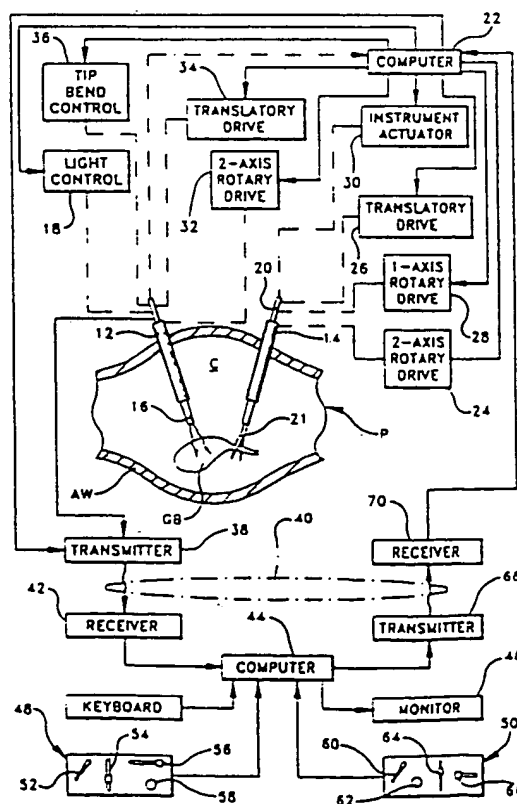 36
22
TIP
BEND
CONTROL
34
COMPUTER
TRANSLATORY
DRIVE
INSTRUMENT
ACTUATOR
LIGHT
CONTROL
2-AXIS
ROTARY
DRIVE
30
18
32
TRANSLATORY
DRIVE
20
26
12
14
1-AXIS
ROTARY
DRIVE
28
C
2-AXIS
ROTARY
DRIVE
16
21
24
P
AW
GB
70
TRANSMITTER
38
40
RECEIVER
42
44
66
RECEIVER
TRANSMITTER
COMPUTER
KEYBOARD
MONITOR
48
54
56
60
64
50
52
58
62